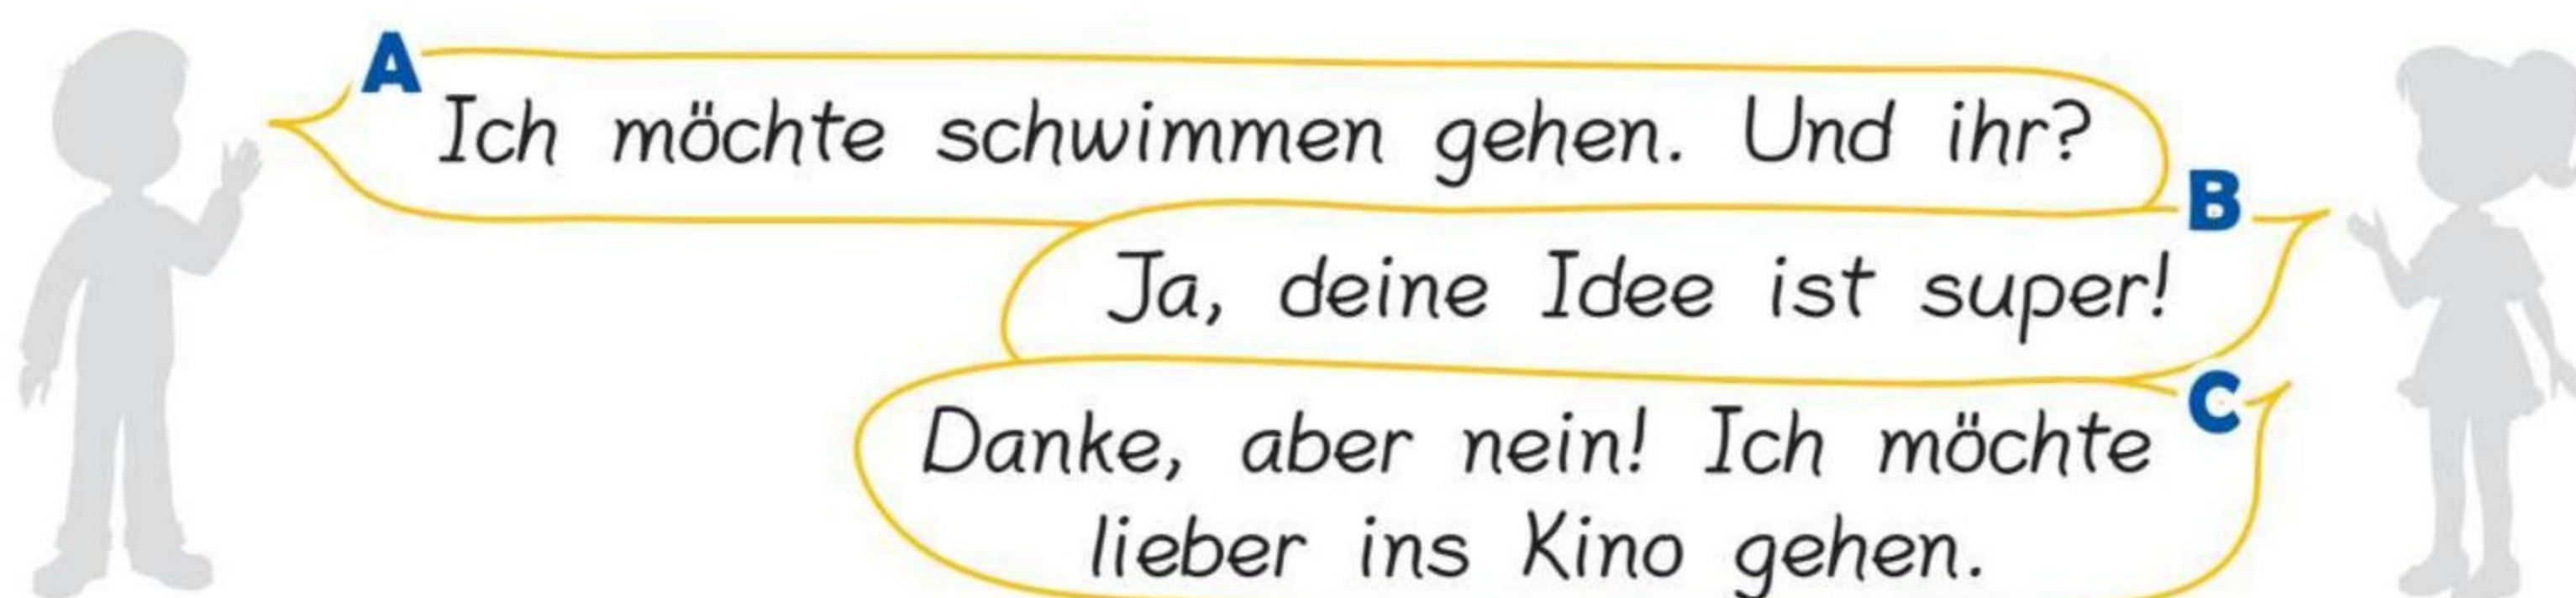 A
Ich möchte schwimmen gehen. Und ihr?
B
Ja, deine Idee ist super!
C
Danke, aber nein! Ich möchte
lieber ins Kino gehen.